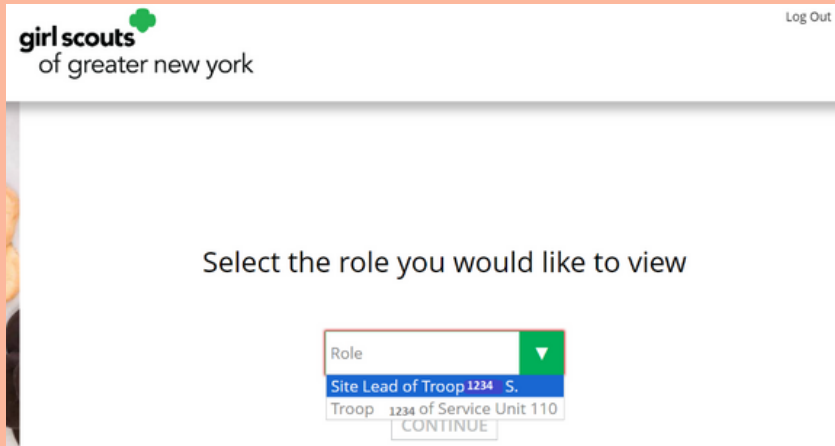 Log Out
girl scouts
of greater new york
Select the role you would like to view
Role
Site Lead of Troop 1234 S.
Troop 1234 of Service Unit 110
CONTINUE